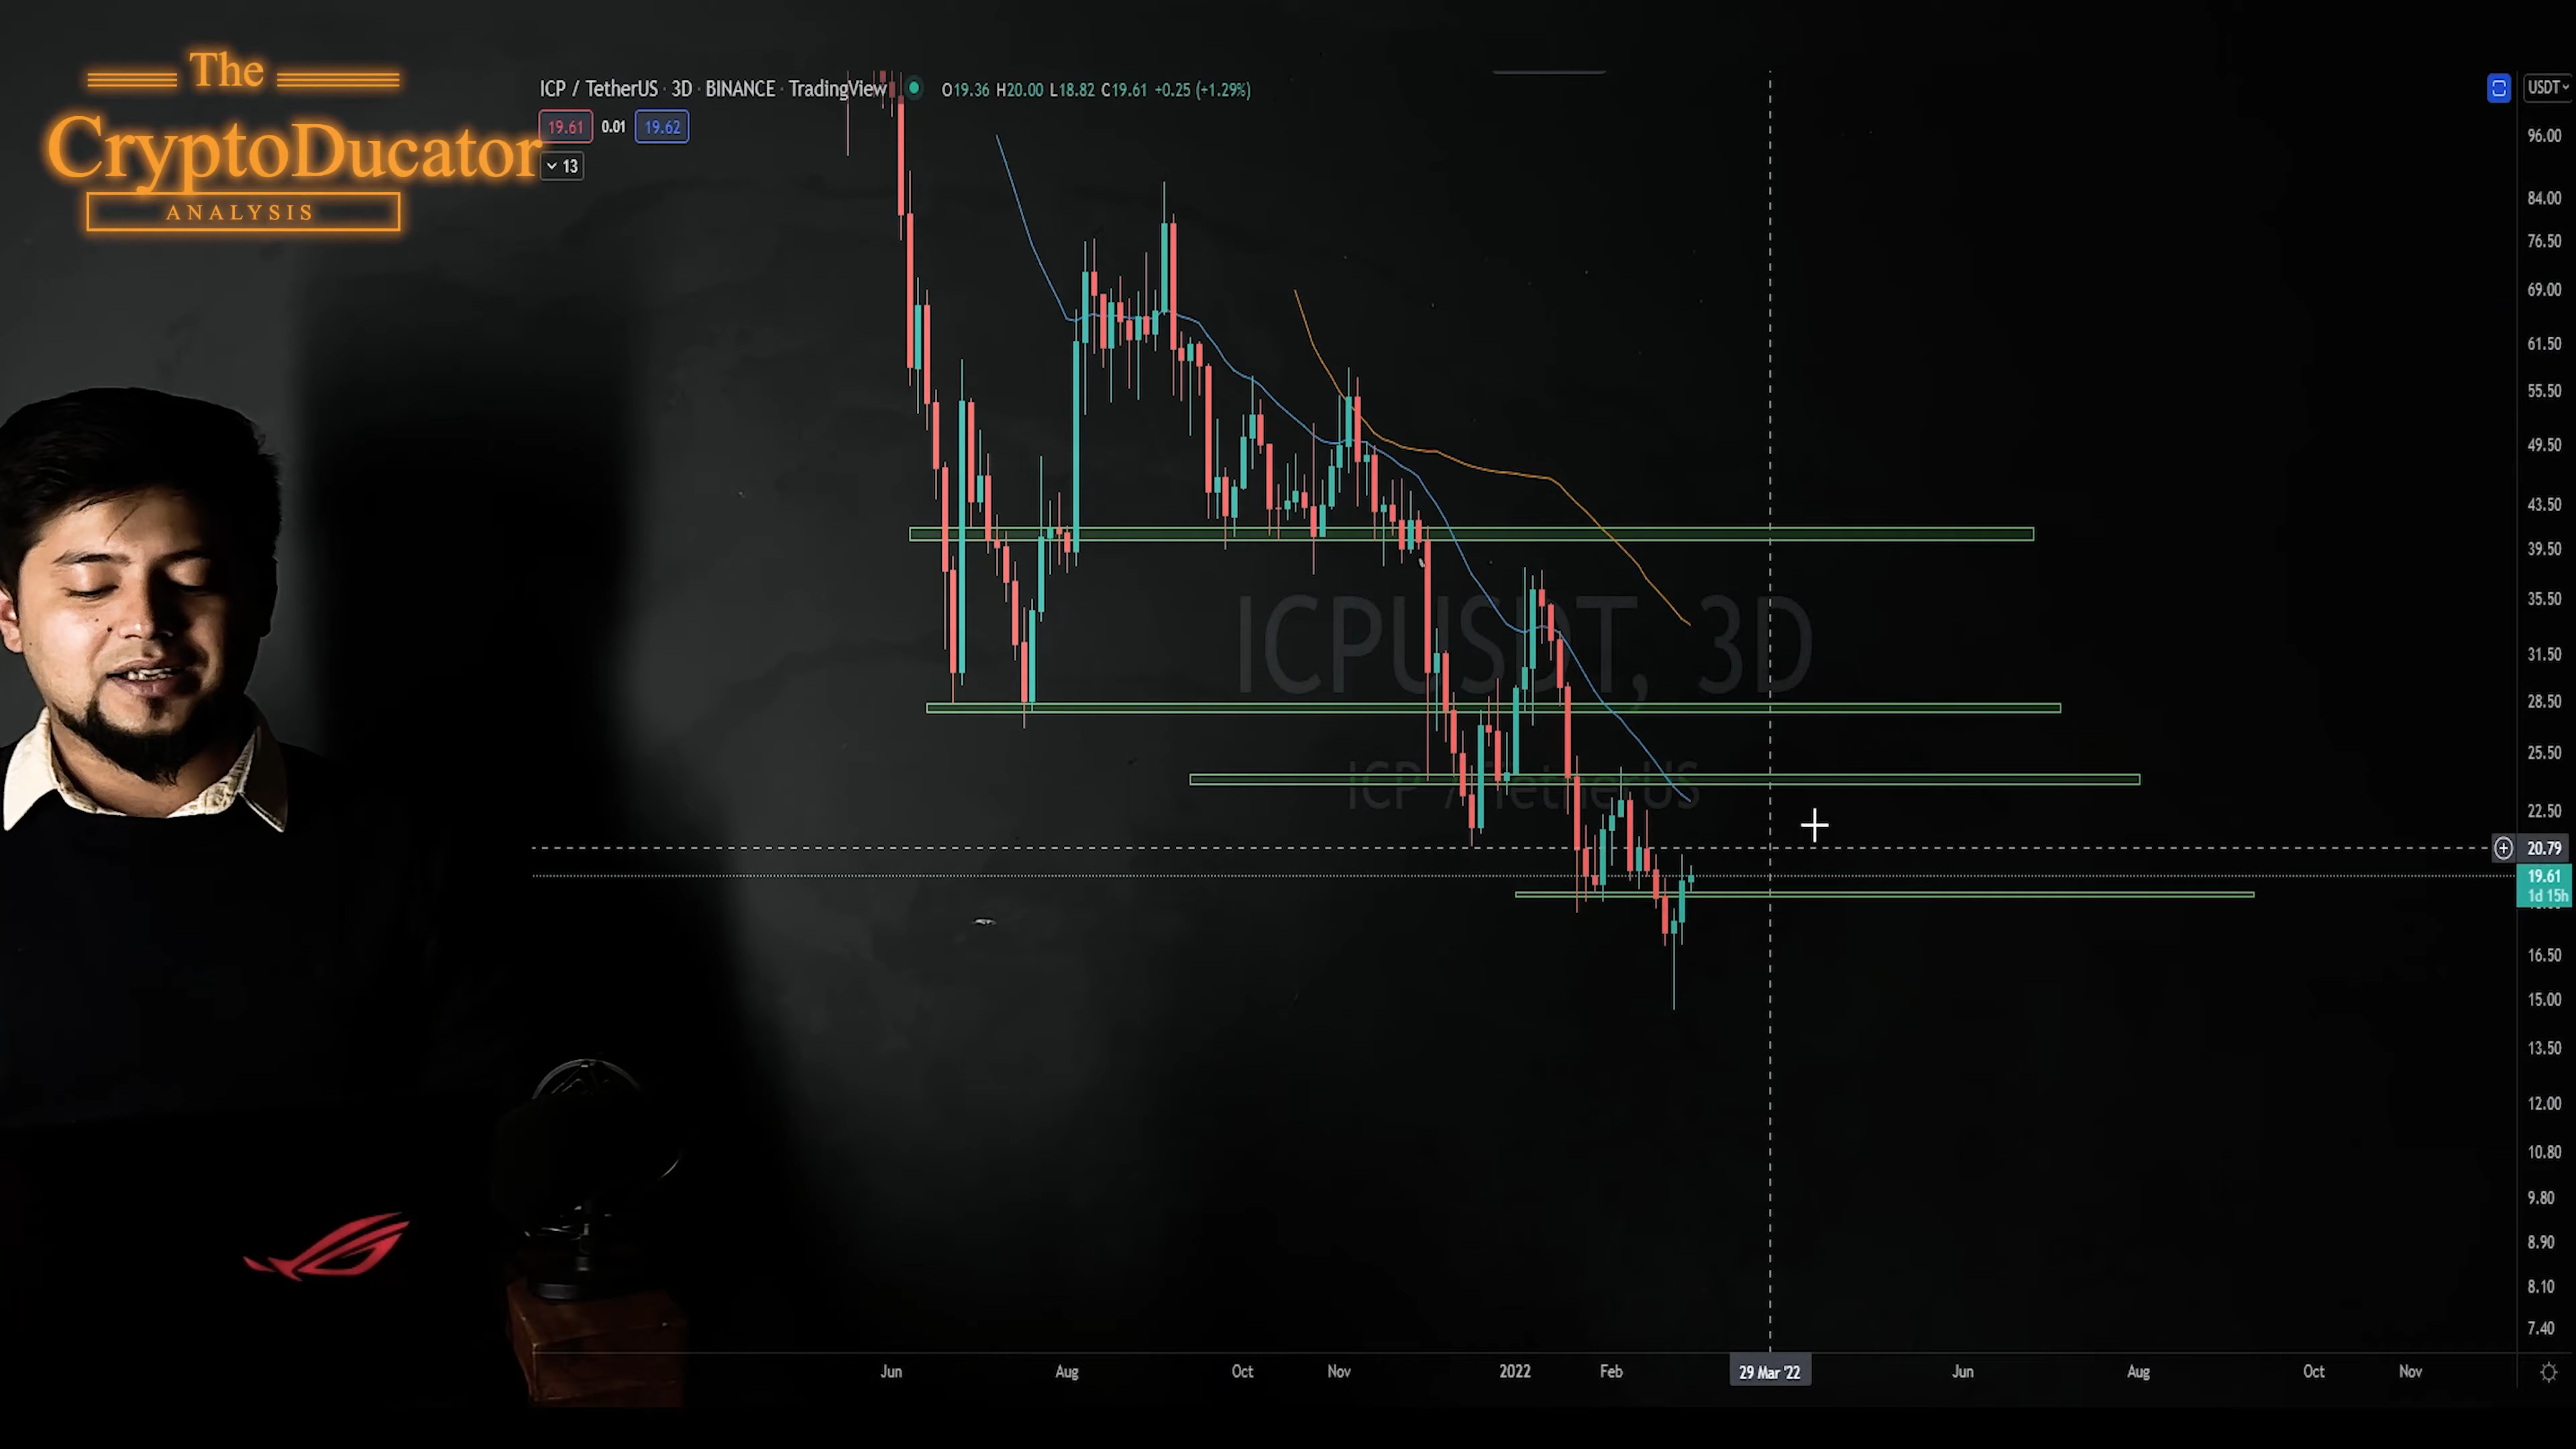 The
CryptoDucator
ANALYSIS
ICP / TetherUS · 3D · BINANCE · TradingView O19.36 H20.00 L18.82 C19.61 +0.25 (+1.29%)
19.61 0.01 19.62
13
USDT
96.00
84.00
76.50
69.00
61.50
55.50
49.50
43.50
39.50
35.50
31.50
28.50
25.50
22.50
20.79
19.61
1d 15h
16.50
15.00
13.50
12.00
10.80
9.80
8.90
8.10
7.40
ICPUSDT, 3D
ICP / TetherUS
Jun Aug Oct Nov 2022 Feb 29 Mar '22 Jun Aug Oct Nov